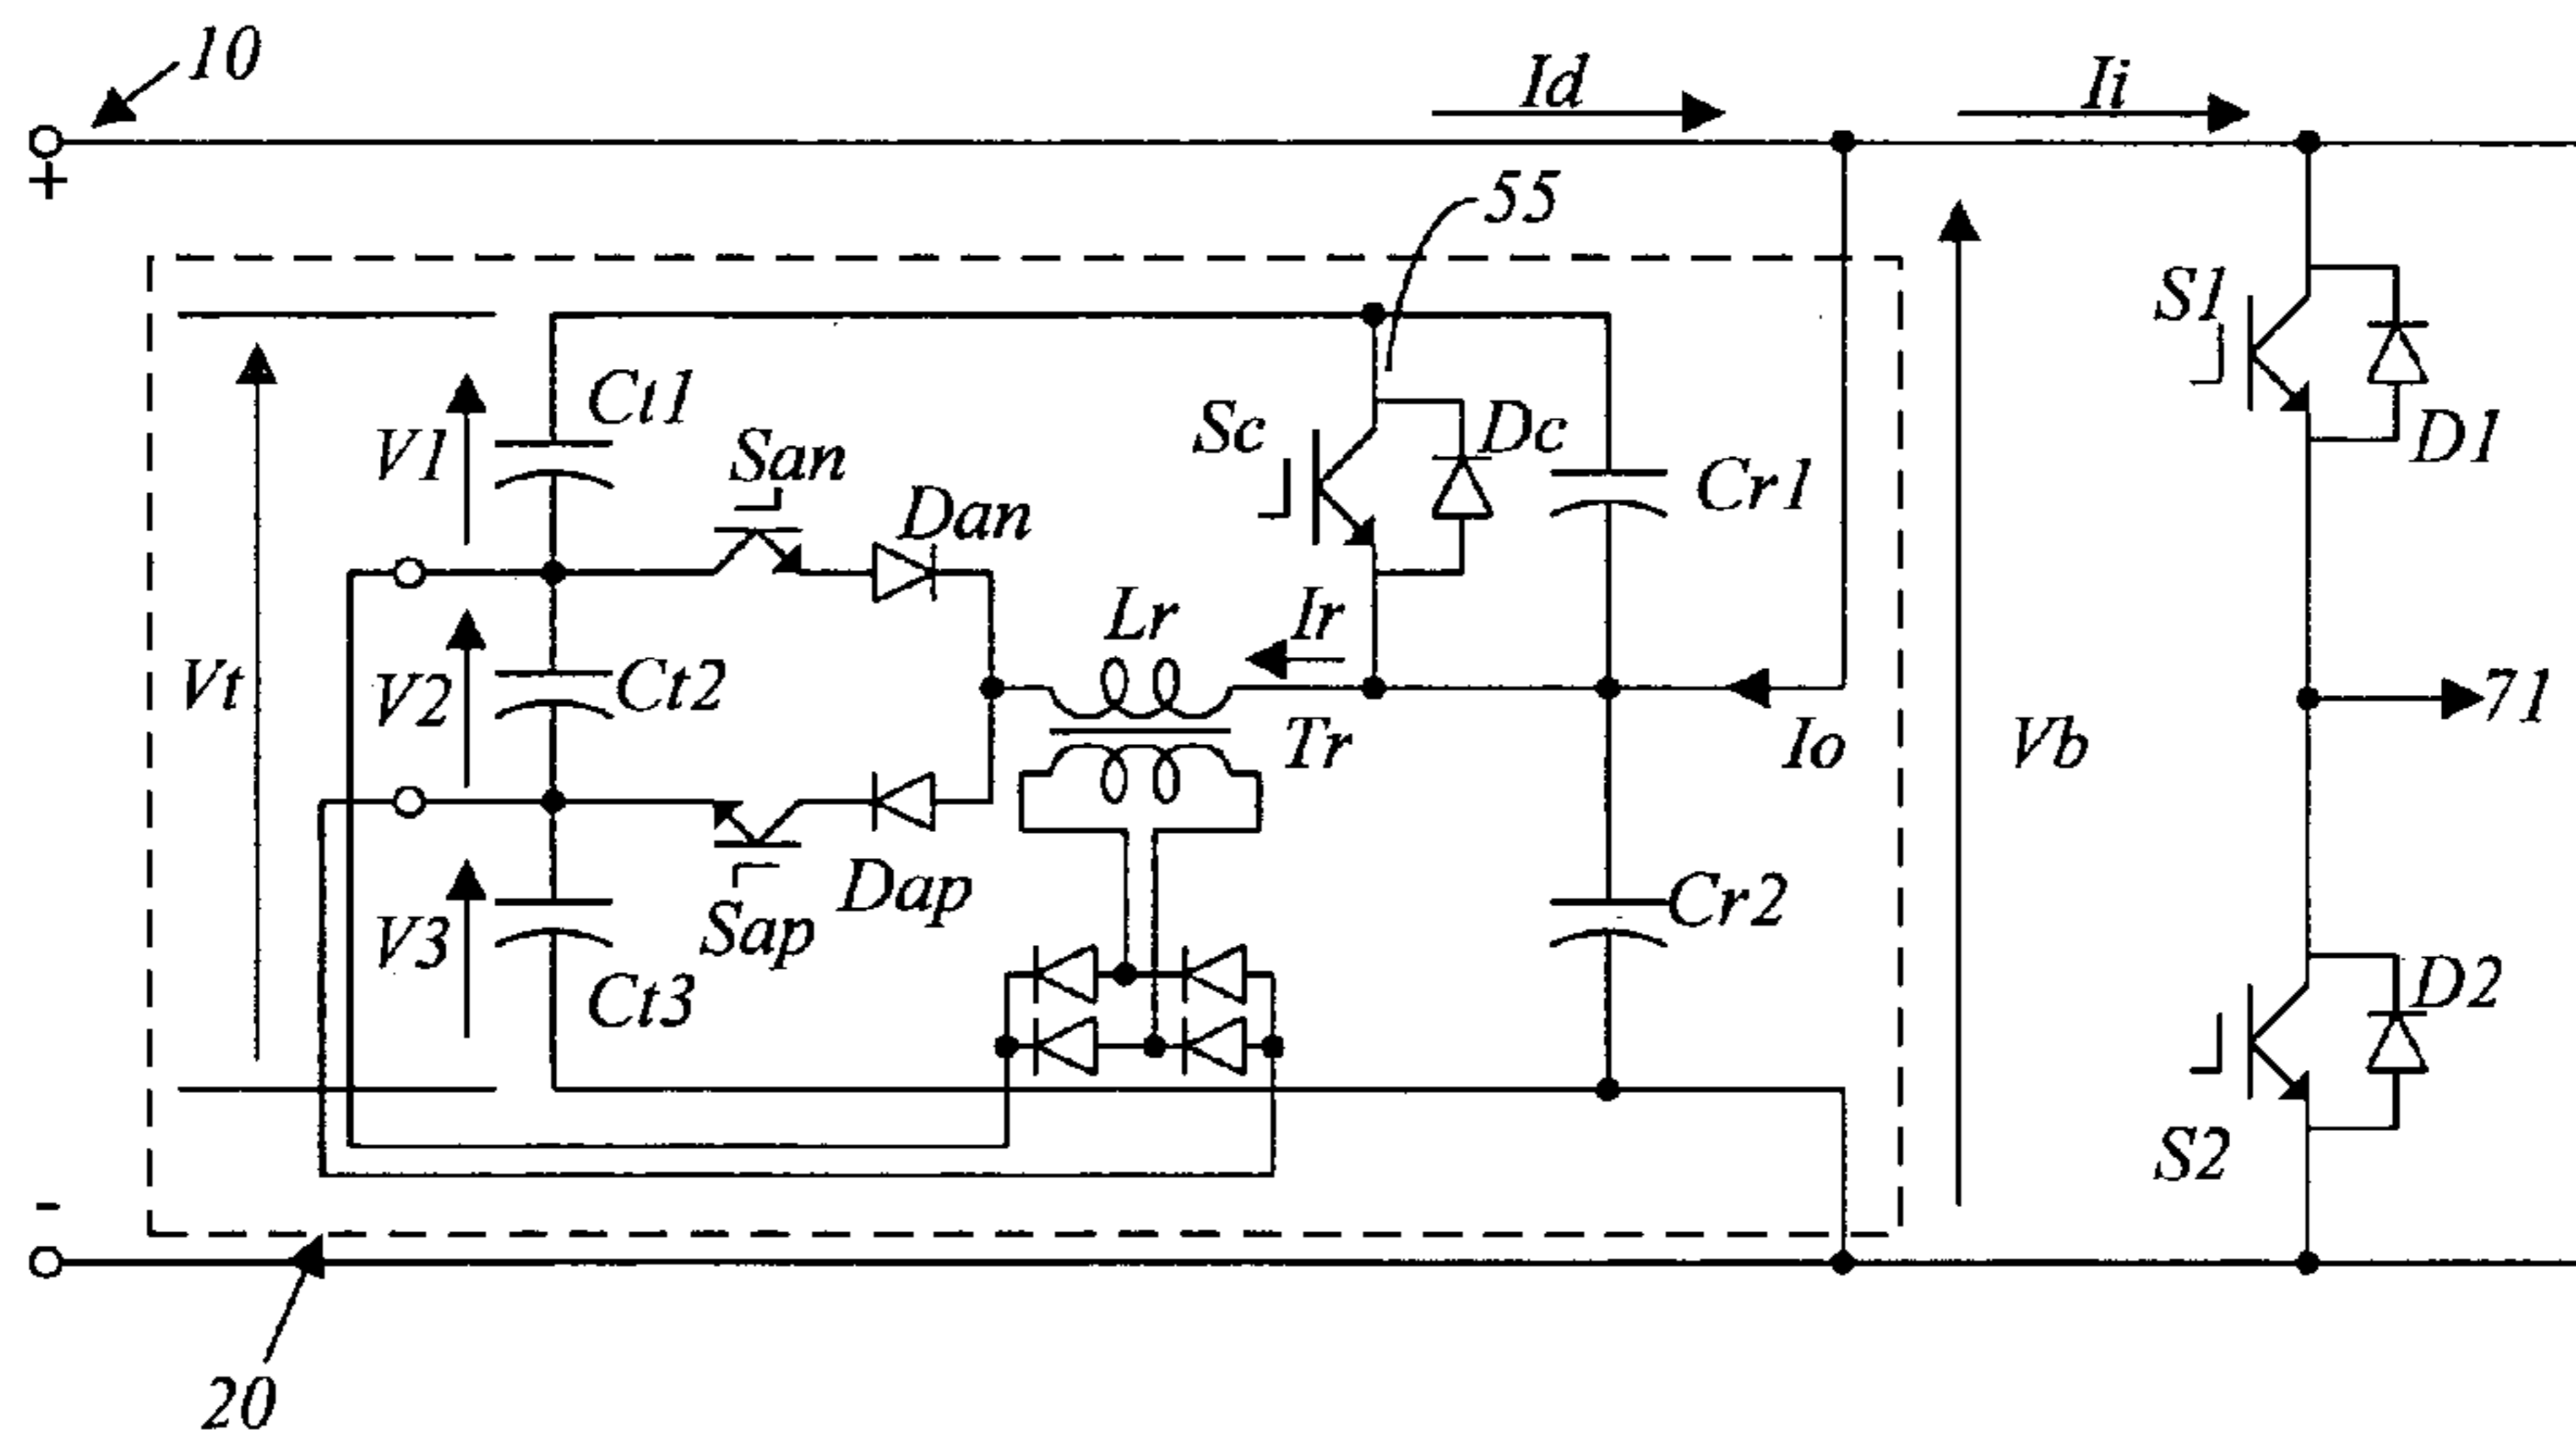 10
Id
Ii
+
55
S1
Ct1
V1
San
Sc
Dc
D1
Dan
Cr1
Lr
Ir
Vt
V2
Ct2
71
Tr
Io
Vb
Dap
Cr2
V3
Sap
Ct3
D2
S2
-
20